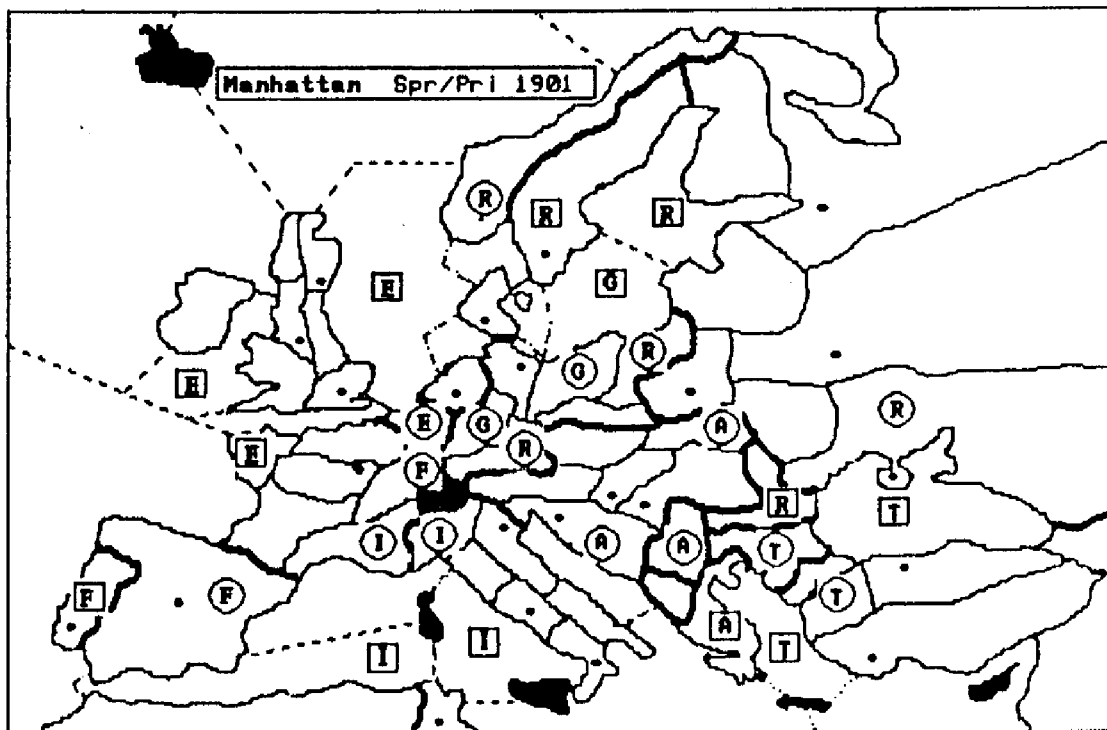 Manhattan Spr/Pri 1901
R
R R
E G
R
G
E
R
E G A
R
E
F
R
T
I I A A T
F F T
A
I I T